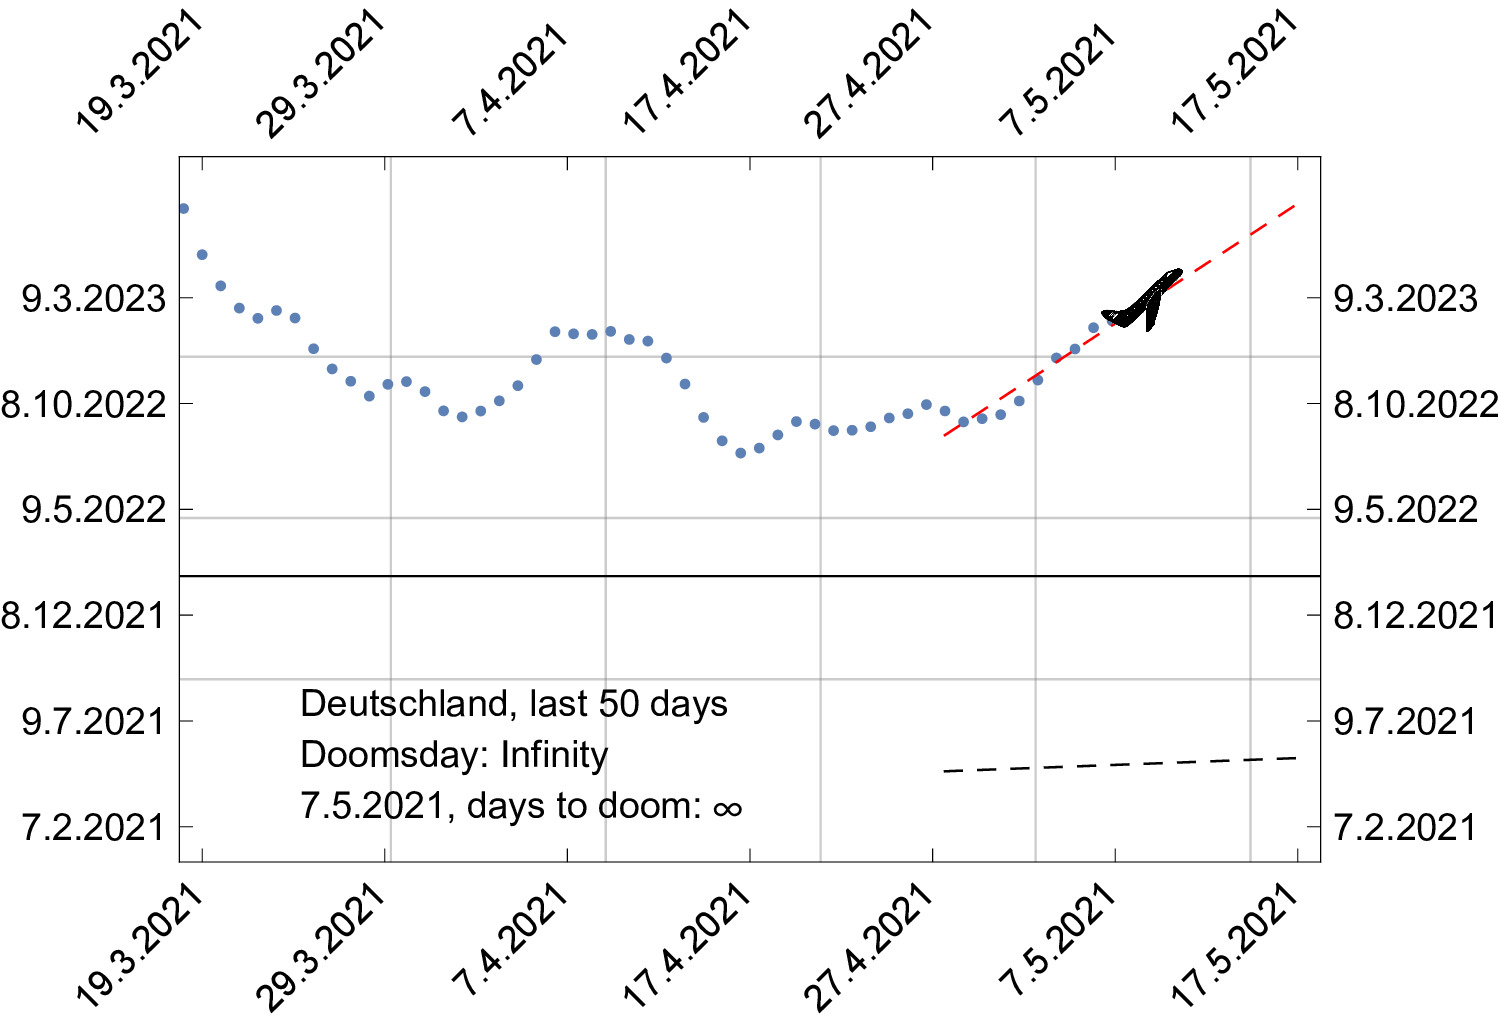 19.3.2021 29.3.2021 7.4.2021 17.4.2021 27.4.2021 7.5.2021 17.5.2021
9.3.2023 9.3.2023
8.10.2022 8.10.2022
9.5.2022 9.5.2022
8.12.2021 8.12.2021
Deutschland, last 50 days
9.7.2021 9.7.2021
Doomsday: Infinity
7.5.2021, days to doom: ∞
7.2.2021 7.2.2021
19.3.2021 29.3.2021 7.4.2021 17.4.2021 27.4.2021 7.5.2021 17.5.2021